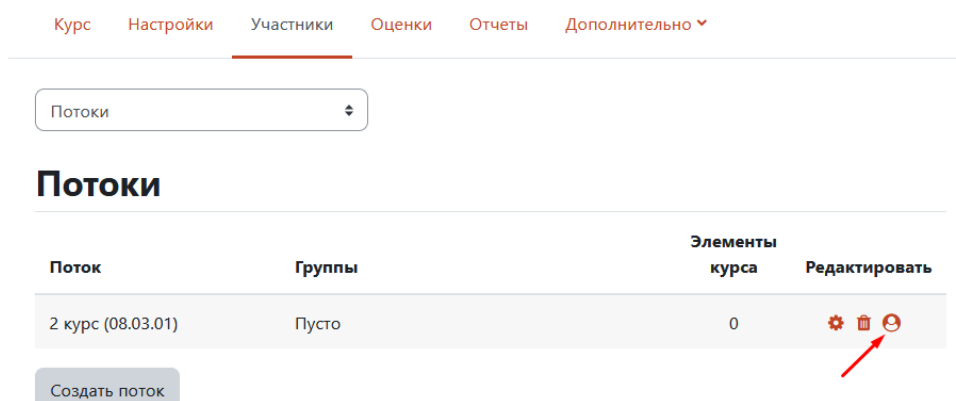 Курс Настройки Участники Оценки Отчеты Дополнительно
Потоки
Потоки
Поток Группы Элементы курса Редактировать
2 курс (08.03.01) Пусто 0
Создать поток